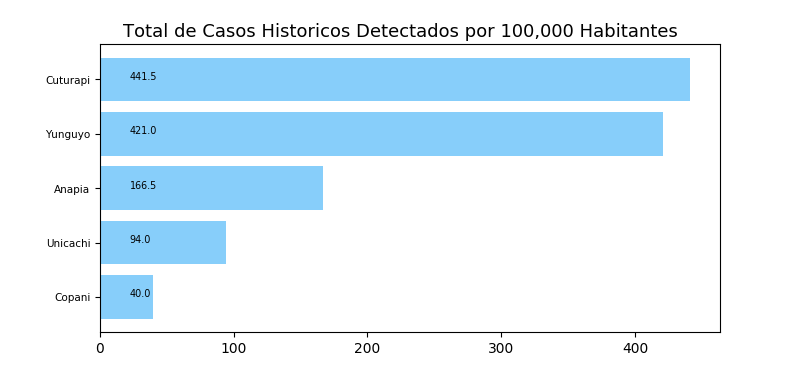 Total de Casos Historicos Detectados por 100,000 Habitantes
Cuturapi 441.5
Yunguyo 421.0
Anapia 166.5
Unicachi 94.0
Copani 40.0
0 100 200 300 400